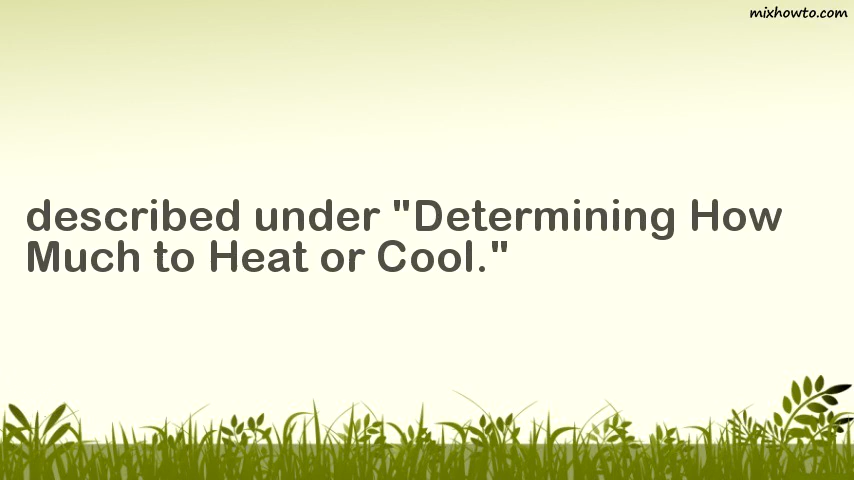 mixhowto.com
described under "Determining How
Much to Heat or Cool."